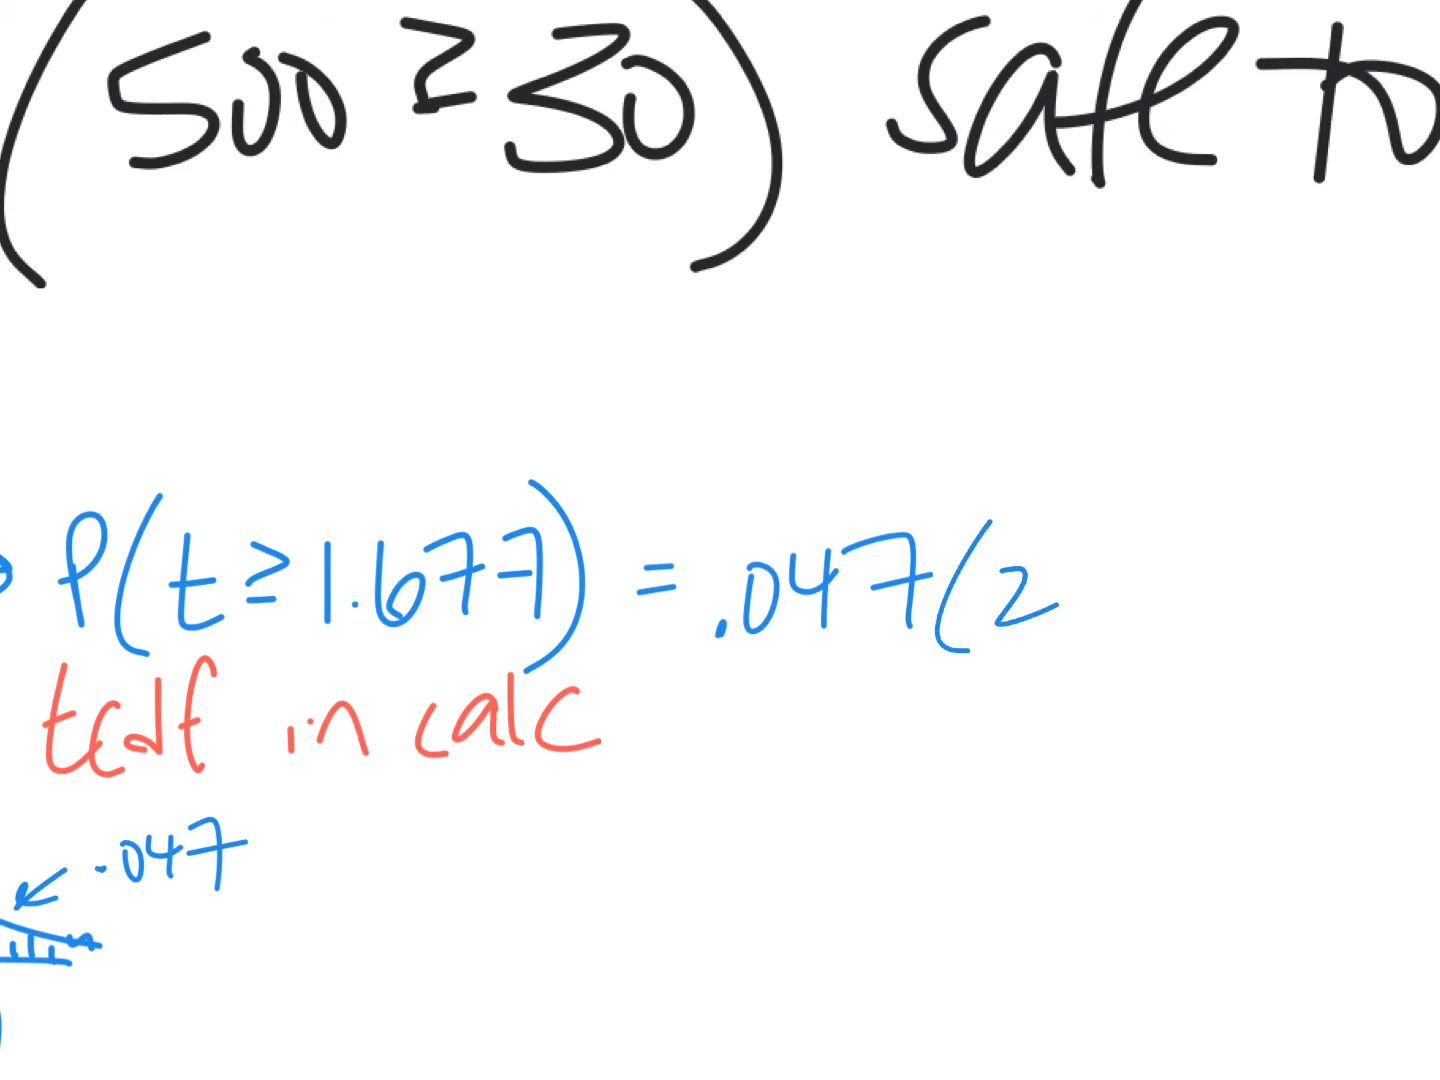 (500 ≥ 30) safe to
P(t ≥ 1.677) = .047(2
tcdf in calc
.047